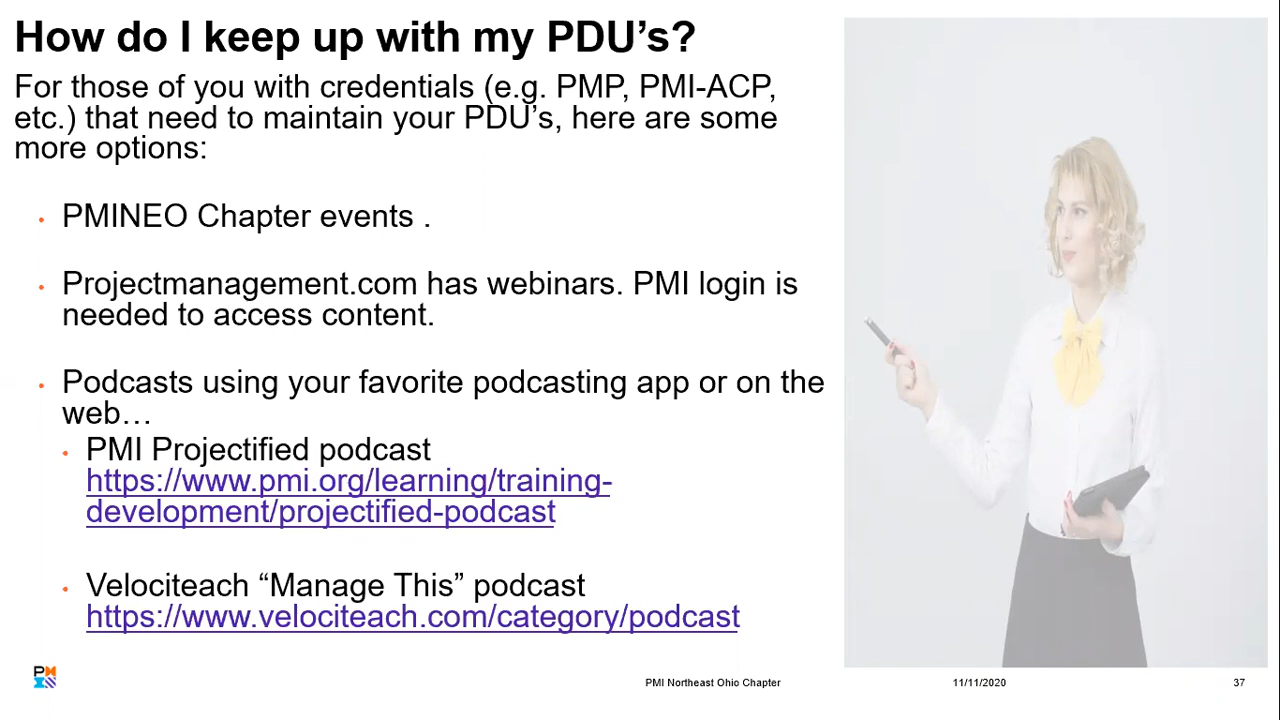 How do I keep up with my PDU’s?
For those of you with credentials (e.g. PMP, PMI-ACP,
etc.) that need to maintain your PDU’s, here are some
more options:
• PMINEO Chapter events .
• Projectmanagement.com has webinars. PMI login is
needed to access content.
• Podcasts using your favorite podcasting app or on the
web…
• PMI Projectified podcast
https://www.pmi.org/learning/training-
development/projectified-podcast
• Velociteach “Manage This” podcast
https://www.velociteach.com/category/podcast
PMI Northeast Ohio Chapter
11/11/2020
37